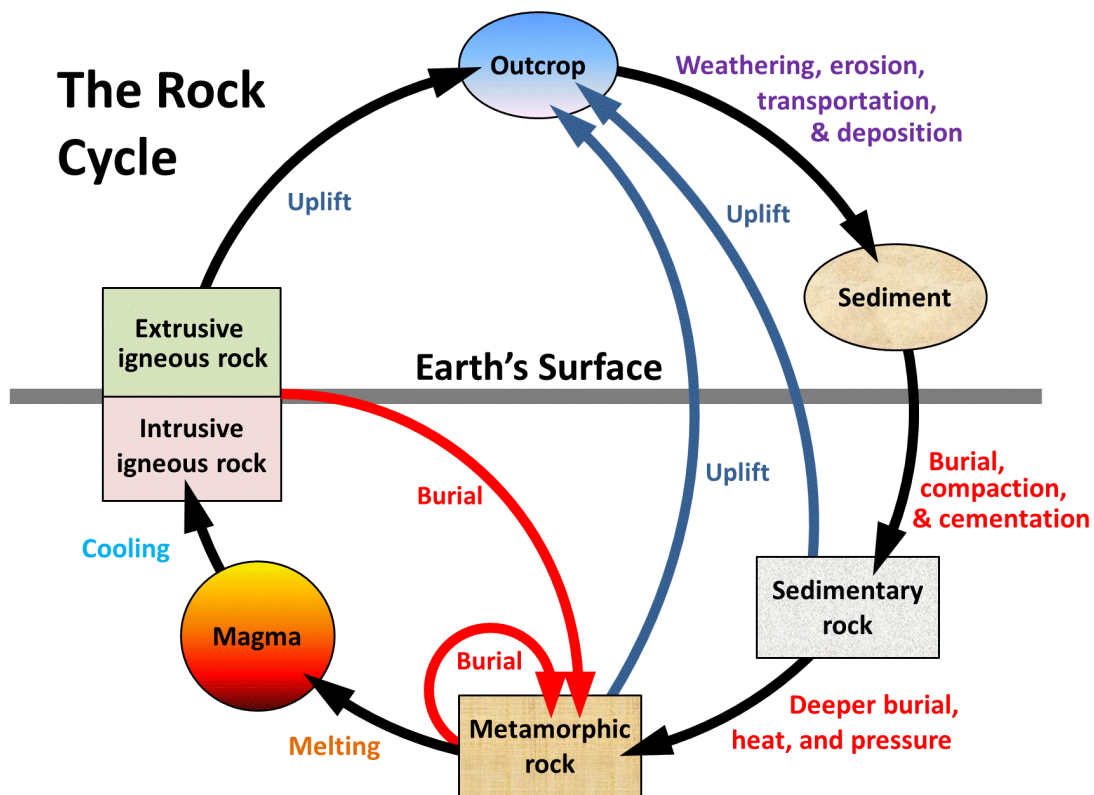 The Rock
Cycle
Outcrop
Weathering, erosion,
transportation,
& deposition
Uplift
Uplift
Sediment
Extrusive
igneous rock
Earth's Surface
Intrusive
igneous rock
Burial
Uplift
Burial,
compaction,
& cementation
Cooling
Sedimentary
rock
Magma
Burial
Deeper burial,
heat, and pressure
Melting
Metamorphic
rock